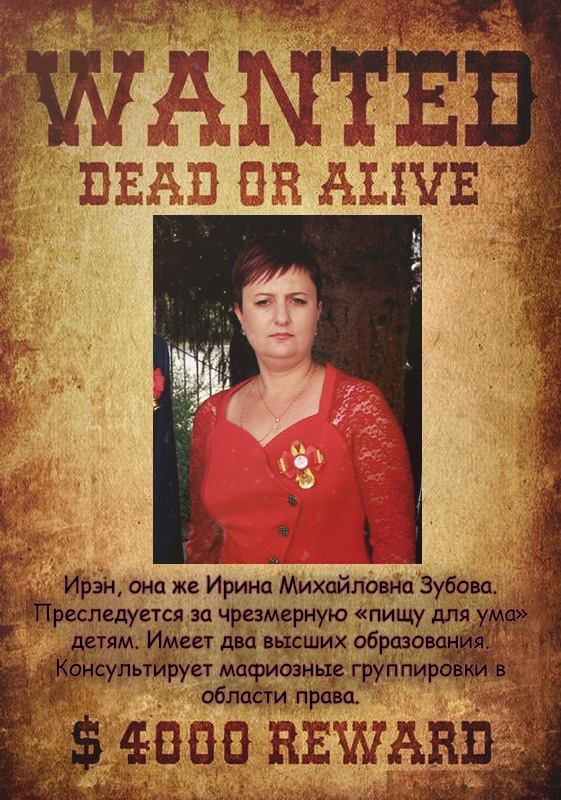 WANTED
DEAD OR ALIVE
Ирэн, она же Ирина Михайловна Зубова.
Преследуется за чрезмерную «пищу для ума»
детям. Имеет два высших образования.
Консультирует мафиозные группировки в
области права.
$ 4000 REWARD